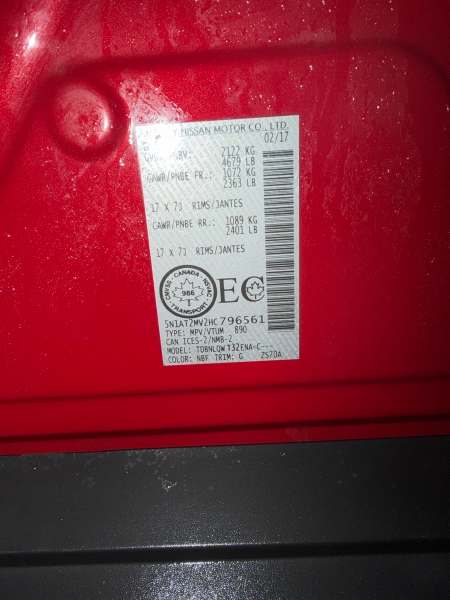 NISSAN MOTOR CO., LTD.
02/17
2122 KG
4679 LB
GAWR/PNBE FR.: 1072 KG
2363 LB
17 X 7J RIMS/JANTES
GAWR/PNBE RR.: 1089 KG
2401 LB
17 X 7J RIMS/JANTES
CANADA
986
T
TRANSPORT
EC
5N1AT2MV2HC796561
TYPE: MPV/VTUM 890
CAN ICES-2/NMB-2
MODEL: T32ENA-C---
COLOR: NBF TRIM: G ZS70A